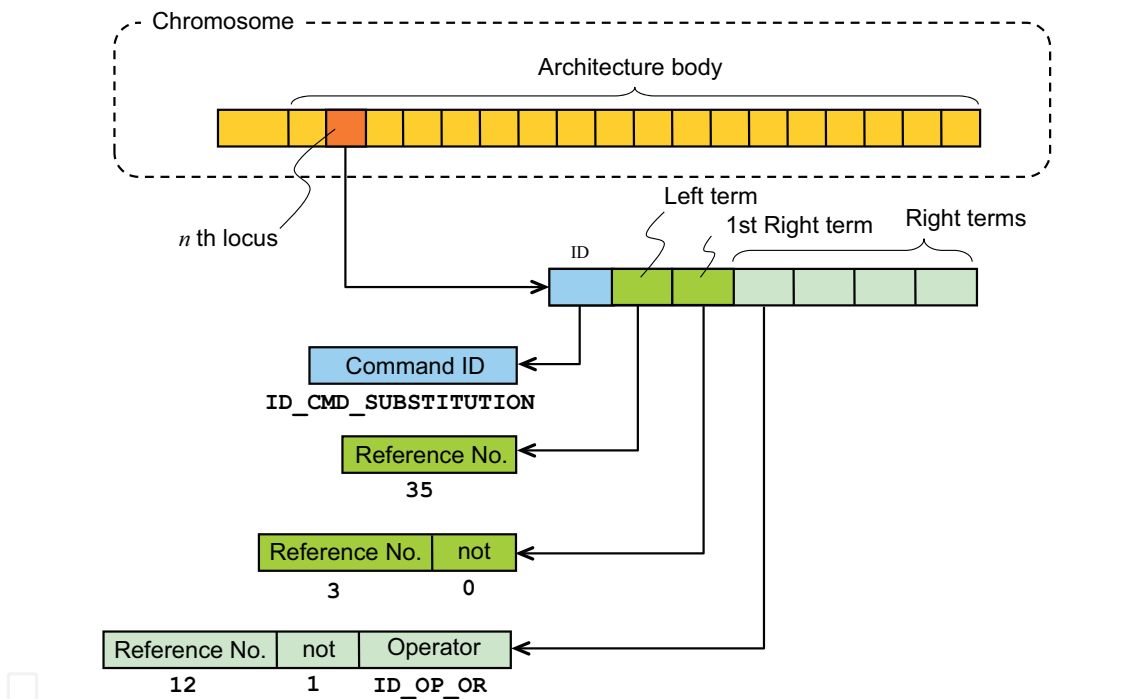 Chromosome
Architecture body
n th locus
Left term
1st Right term
Right terms
ID
Command ID
ID_CMD_SUBSTITUTION
Reference No.
35
Reference No. not
3 0
Reference No. not Operator
12 1 ID_OP_OR